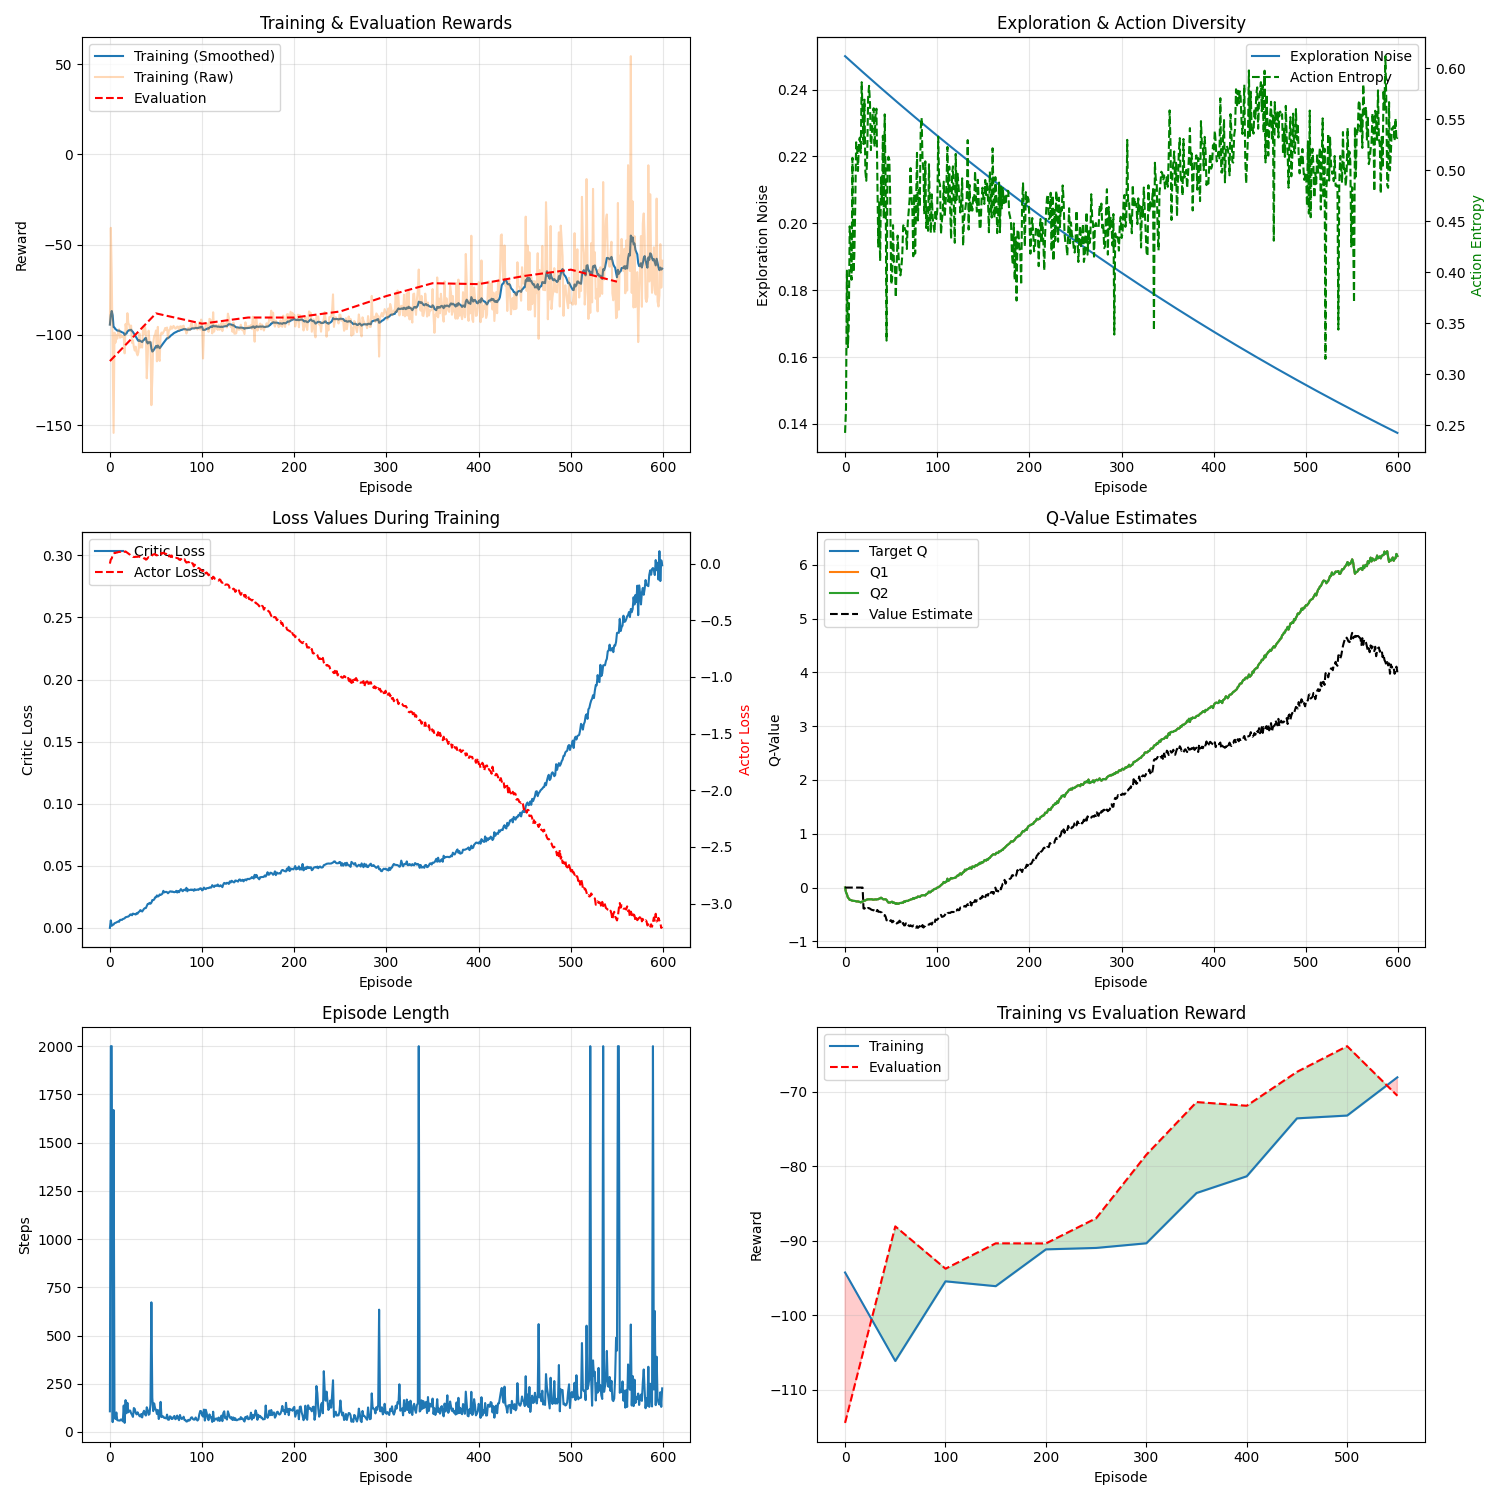 Training & Evaluation Rewards
Training (Smoothed)
Training (Raw)
Evaluation
50
0
−50
−100
−150
Reward
0 100 200 300 400 500 600
Episode
Exploration & Action Diversity
Exploration Noise
Action Entropy
0.24
0.22
0.20
0.18
0.16
0.14
Exploration Noise
0.60
0.55
0.50
0.45
0.40
0.35
0.30
0.25
Action Entropy
0 100 200 300 400 500 600
Episode
Loss Values During Training
Critic Loss
Actor Loss
0.30
0.25
0.20
0.15
0.10
0.05
0.00
Critic Loss
0.0
−0.5
−1.0
−1.5
−2.0
−2.5
−3.0
Actor Loss
0 100 200 300 400 500 600
Episode
Q-Value Estimates
Target Q
Q1
Q2
Value Estimate
6
5
4
3
2
1
0
−1
Q-Value
0 100 200 300 400 500 600
Episode
Episode Length
2000
1750
1500
1250
1000
750
500
250
0
Steps
0 100 200 300 400 500 600
Episode
Training vs Evaluation Reward
Training
Evaluation
−70
−80
−90
−100
−110
Reward
0 100 200 300 400 500
Episode